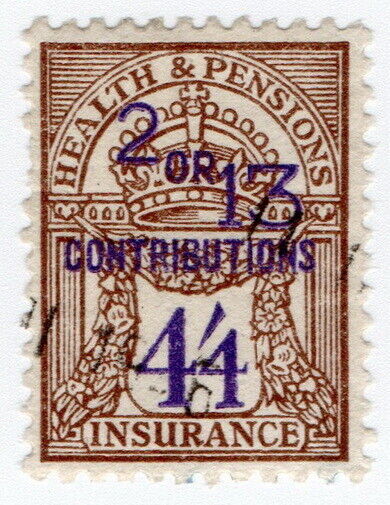 HEALTH & PENSIONS
2
OR
13
CONTRIBUTIONS
4/4
INSURANCE